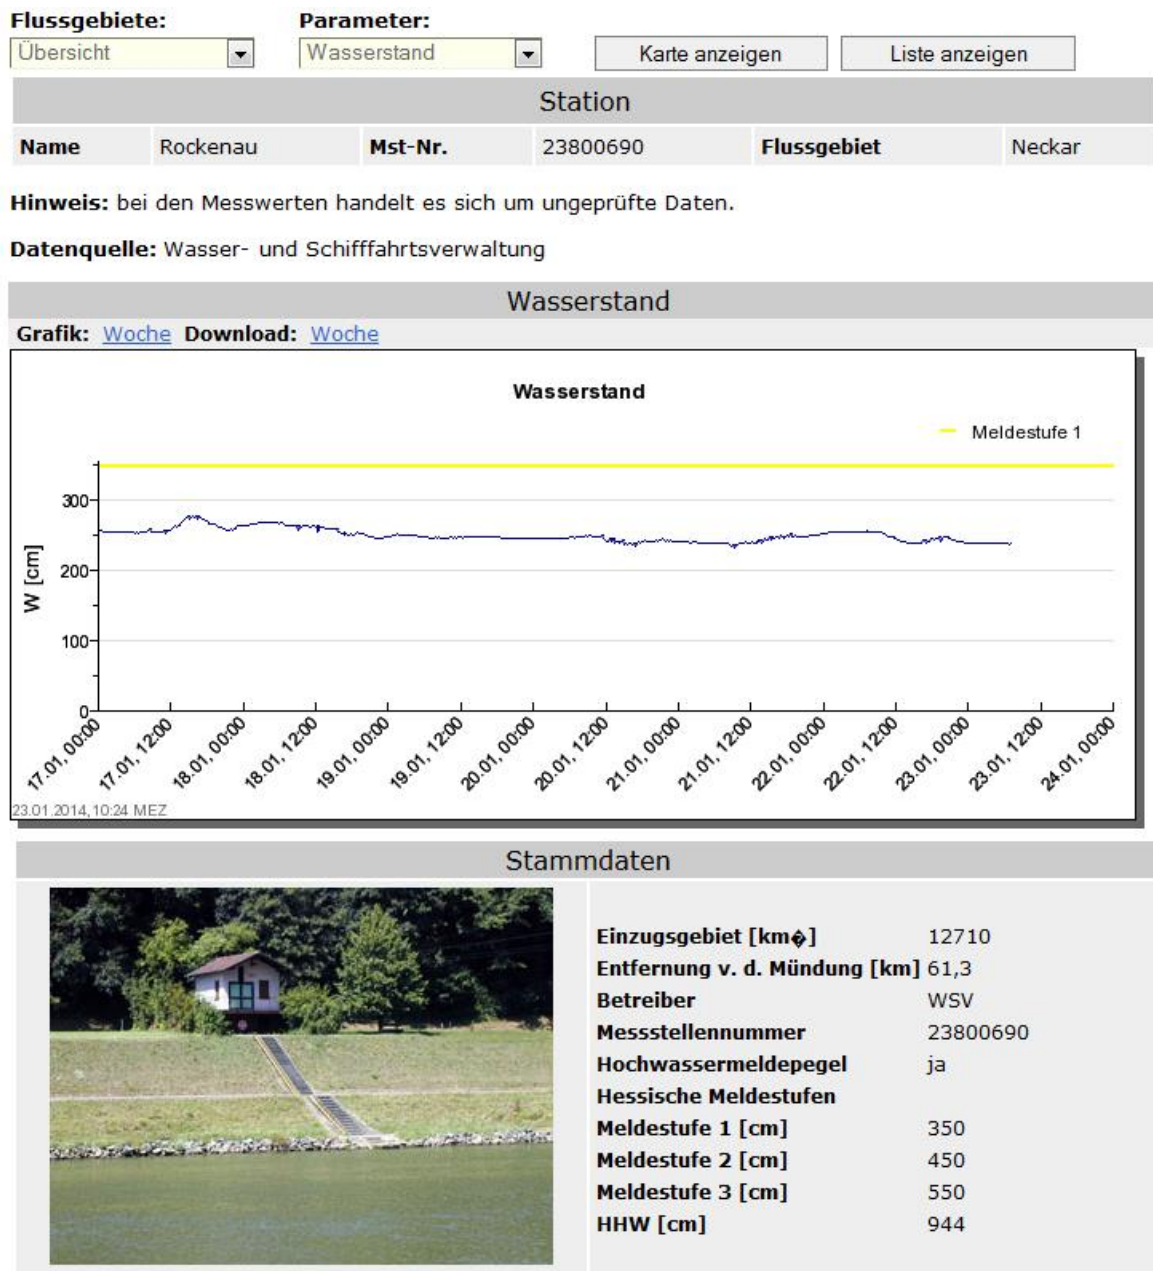 Flussgebiete: Parameter:
Übersicht Wasserstand Karte anzeigen Liste anzeigen
Station
Name Rockenau Mst-Nr. 23800690 Flussgebiet Neckar
Hinweis: bei den Messwerten handelt es sich um ungeprüfte Daten.
Datenquelle: Wasser- und Schifffahrtsverwaltung
Wasserstand
Grafik: Woche Download: Woche
Wasserstand
Meldestufe 1
W [cm]
300
200
100
0
17.01, 00:00 17.01, 12:00 18.01, 00:00 18.01, 12:00 19.01, 00:00 19.01, 12:00 20.01, 00:00 20.01, 12:00 21.01, 00:00 21.01, 12:00 22.01, 00:00 22.01, 12:00 23.01, 00:00 23.01, 12:00 24.01, 00:00
23.01.2014, 10:24 MEZ
Stammdaten
Einzugsgebiet [km�] 12710
Entfernung v. d. Mündung [km] 61,3
Betreiber WSV
Messstellennummer 23800690
Hochwassermeldepegel ja
Hessische Meldestufen
Meldestufe 1 [cm] 350
Meldestufe 2 [cm] 450
Meldestufe 3 [cm] 550
HHW [cm] 944